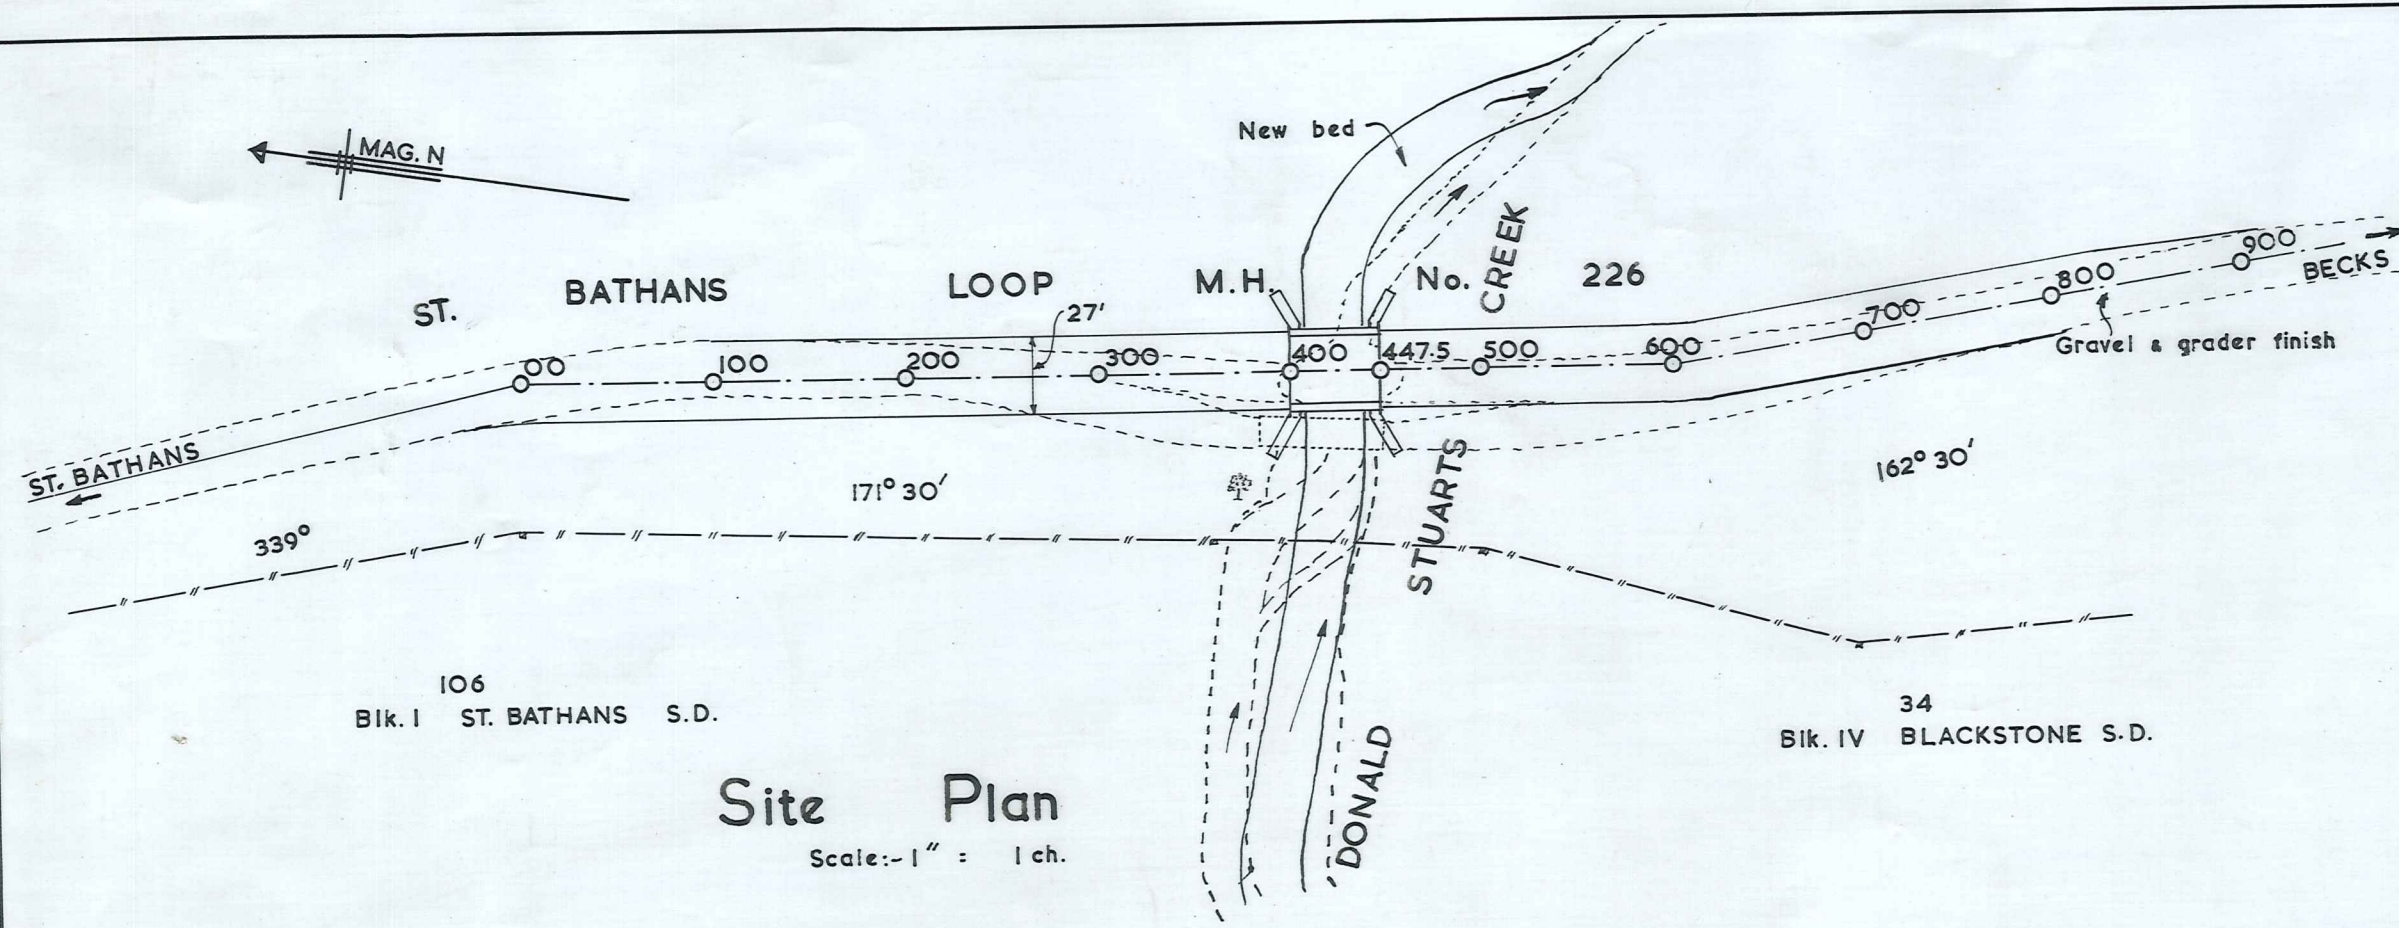 MAG. N
New bed
ST. BATHANS LOOP M.H. No. 226
CREEK
27'
00 100 200 300 400 447.5 500 600 700 800 900
BECKS
Gravel & grader finish
ST. BATHANS
339°
171° 30'
162° 30'
STUARTS
DONALD
106
Blk. I ST. BATHANS S.D.
34
Blk. IV BLACKSTONE S.D.
Site Plan
Scale:- 1" = 1 ch.